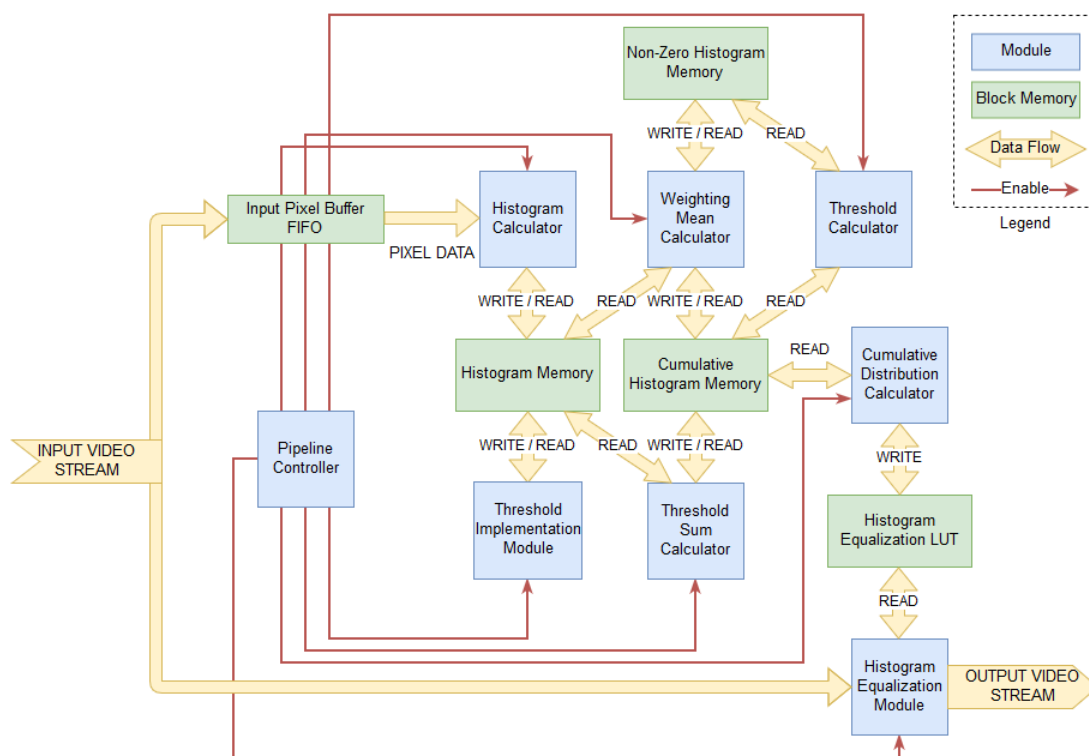 Non-Zero Histogram
Memory
Module
Block Memory
Data Flow
Enable
Legend
WRITE / READ
READ
Input Pixel Buffer
FIFO
PIXEL DATA
Histogram
Calculator
Weighting
Mean
Calculator
Threshold
Calculator
WRITE / READ
READ
WRITE / READ
READ
Histogram Memory
Cumulative
Histogram Memory
READ
Cumulative
Distribution
Calculator
INPUT VIDEO
STREAM
Pipeline
Controller
WRITE / READ
READ
WRITE / READ
WRITE
Threshold
Implementation
Module
Threshold
Sum
Calculator
Histogram
Equalization LUT
READ
Histogram
Equalization
Module
OUTPUT VIDEO
STREAM